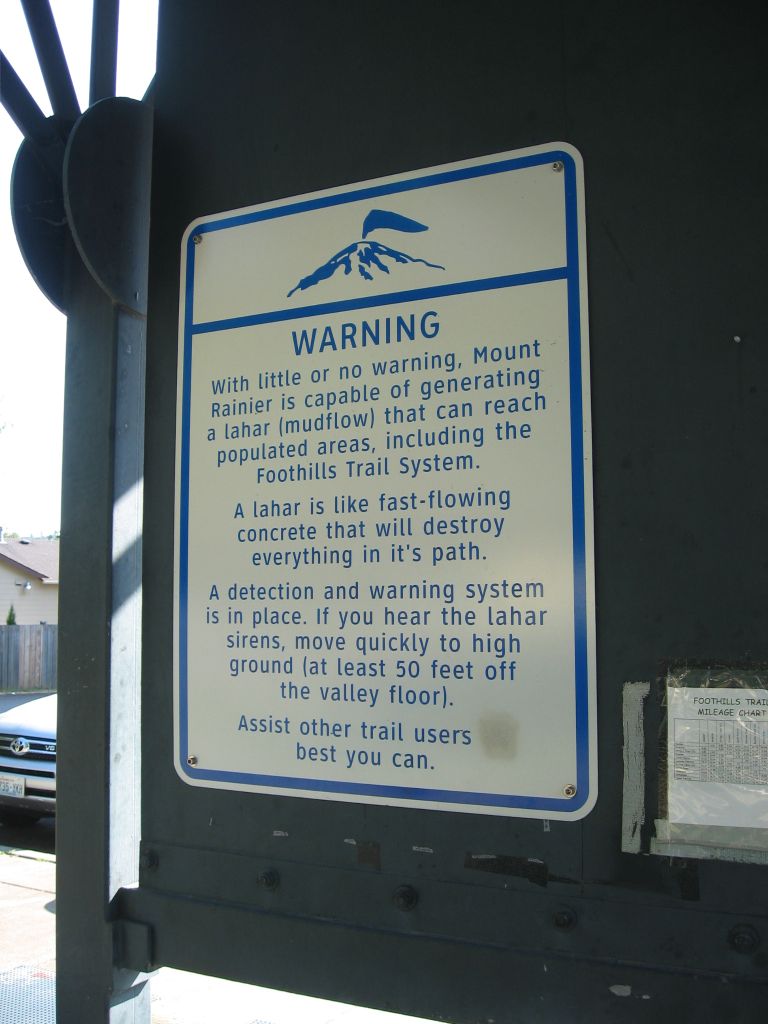 WARNING
With little or no warning, Mount
Rainier is capable of generating
a lahar (mudflow) that can reach
populated areas, including the
Foothills Trail System.
A lahar is like fast-flowing
concrete that will destroy
everything in it's path.
A detection and warning system
is in place. If you hear the lahar
sirens, move quickly to high
ground (at least 50 feet off
the valley floor).
Assist other trail users
best you can.
FOOTHILLS TRAIL
MILEAGE CHART
V6